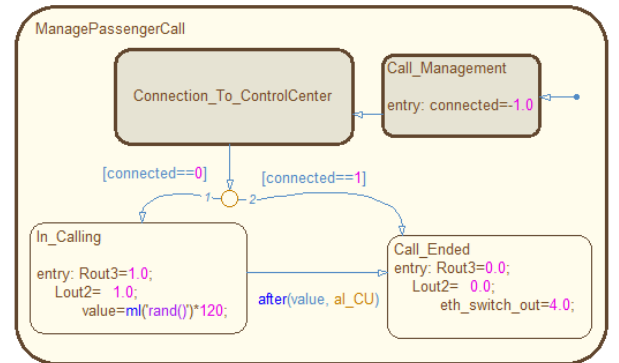 ManagePassengerCall
Connection_To_ControlCenter
Call_Management
entry: connected=-1.0
[connected==0]
[connected==1]
1
2
In_Calling
entry: Rout3=1.0;
Lout2= 1.0;
value=ml('rand()')*120;
after(value, al_CU)
Call_Ended
entry: Rout3=0.0;
Lout2= 0.0;
eth_switch_out=4.0;